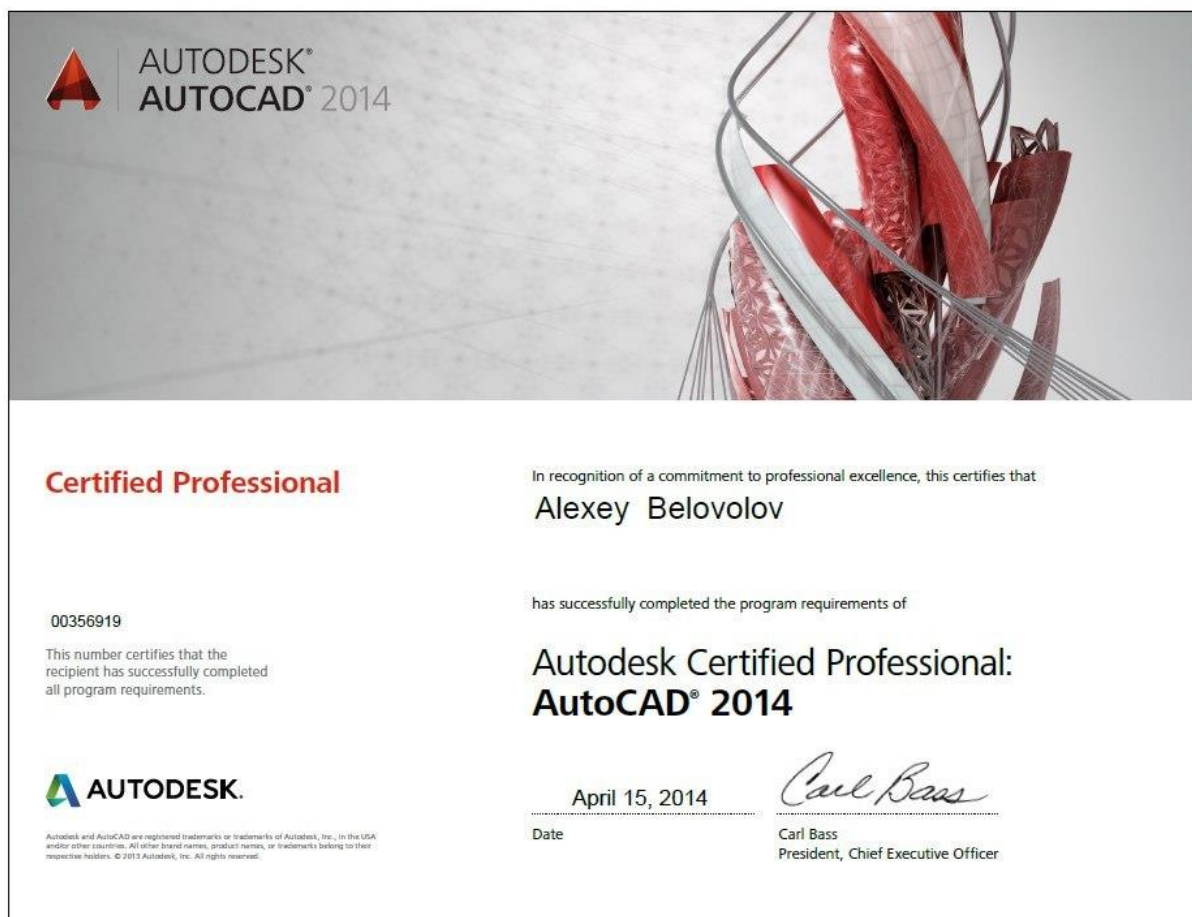 AUTODESK®
AUTOCAD® 2014
Certified Professional
00356919
This number certifies that the
recipient has successfully completed
all program requirements.
AUTODESK.
Autodesk and AutoCAD are registered trademarks or trademarks of Autodesk, Inc., in the USA
and/or other countries. All other brand names, product names, or trademarks belong to their
respective holders. © 2013 Autodesk, Inc. All rights reserved.
In recognition of a commitment to professional excellence, this certifies that
Alexey Belovolov
has successfully completed the program requirements of
Autodesk Certified Professional:
AutoCAD® 2014
April 15, 2014
Date
Carl Bass
Carl Bass
President, Chief Executive Officer